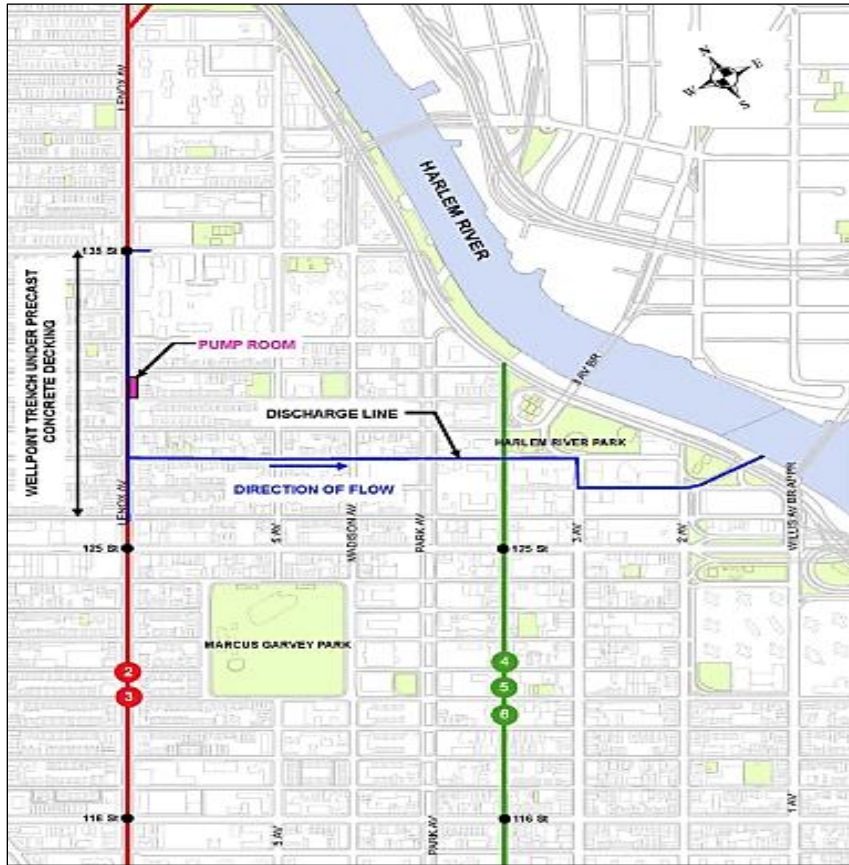 LENOX AV
N
E
W
S
HARLEM RIVER
135 St
WELLPOINT TRENCH UNDER PRECAST
CONCRETE DECKING
PUMP ROOM
3 AV BR
DISCHARGE LINE
HARLEM RIVER PARK
DIRECTION OF FLOW
LENOX AV
5 AV
MADISON AV
PARK AV
3 AV
2 AV
WILLIS AV BR APPR
125 St
125 St
MARCUS GARVEY PARK
2
3
4
5
6
116 St
5 AV
PARK AV
116 St
1 AV